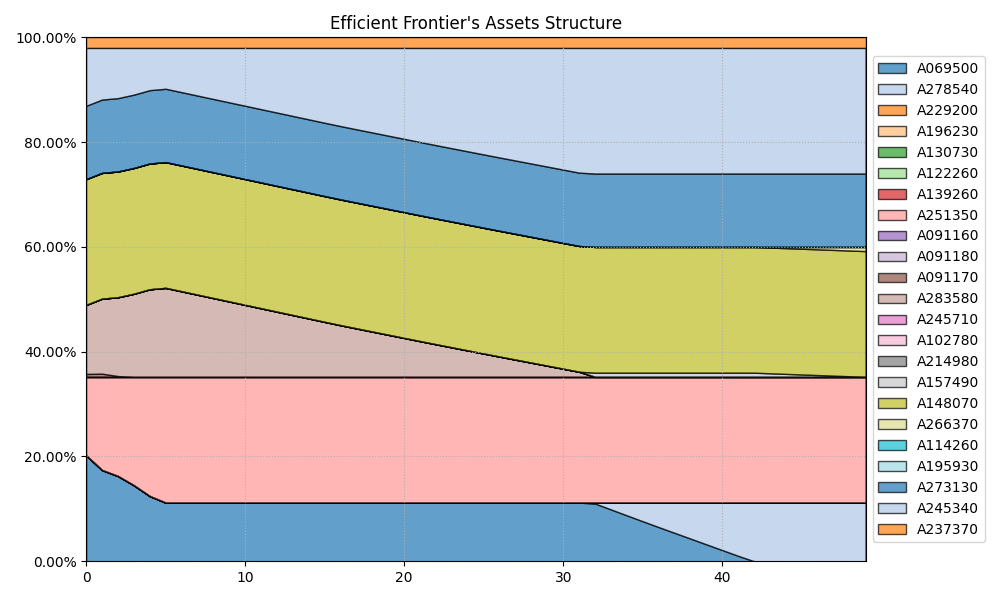 Efficient Frontier's Assets Structure
100.00%
80.00%
60.00%
40.00%
20.00%
0.00%
0
10
20
30
40
A069500
A278540
A229200
A196230
A130730
A122260
A139260
A251350
A091160
A091180
A091170
A283580
A245710
A102780
A214980
A157490
A148070
A266370
A114260
A195930
A273130
A245340
A237370